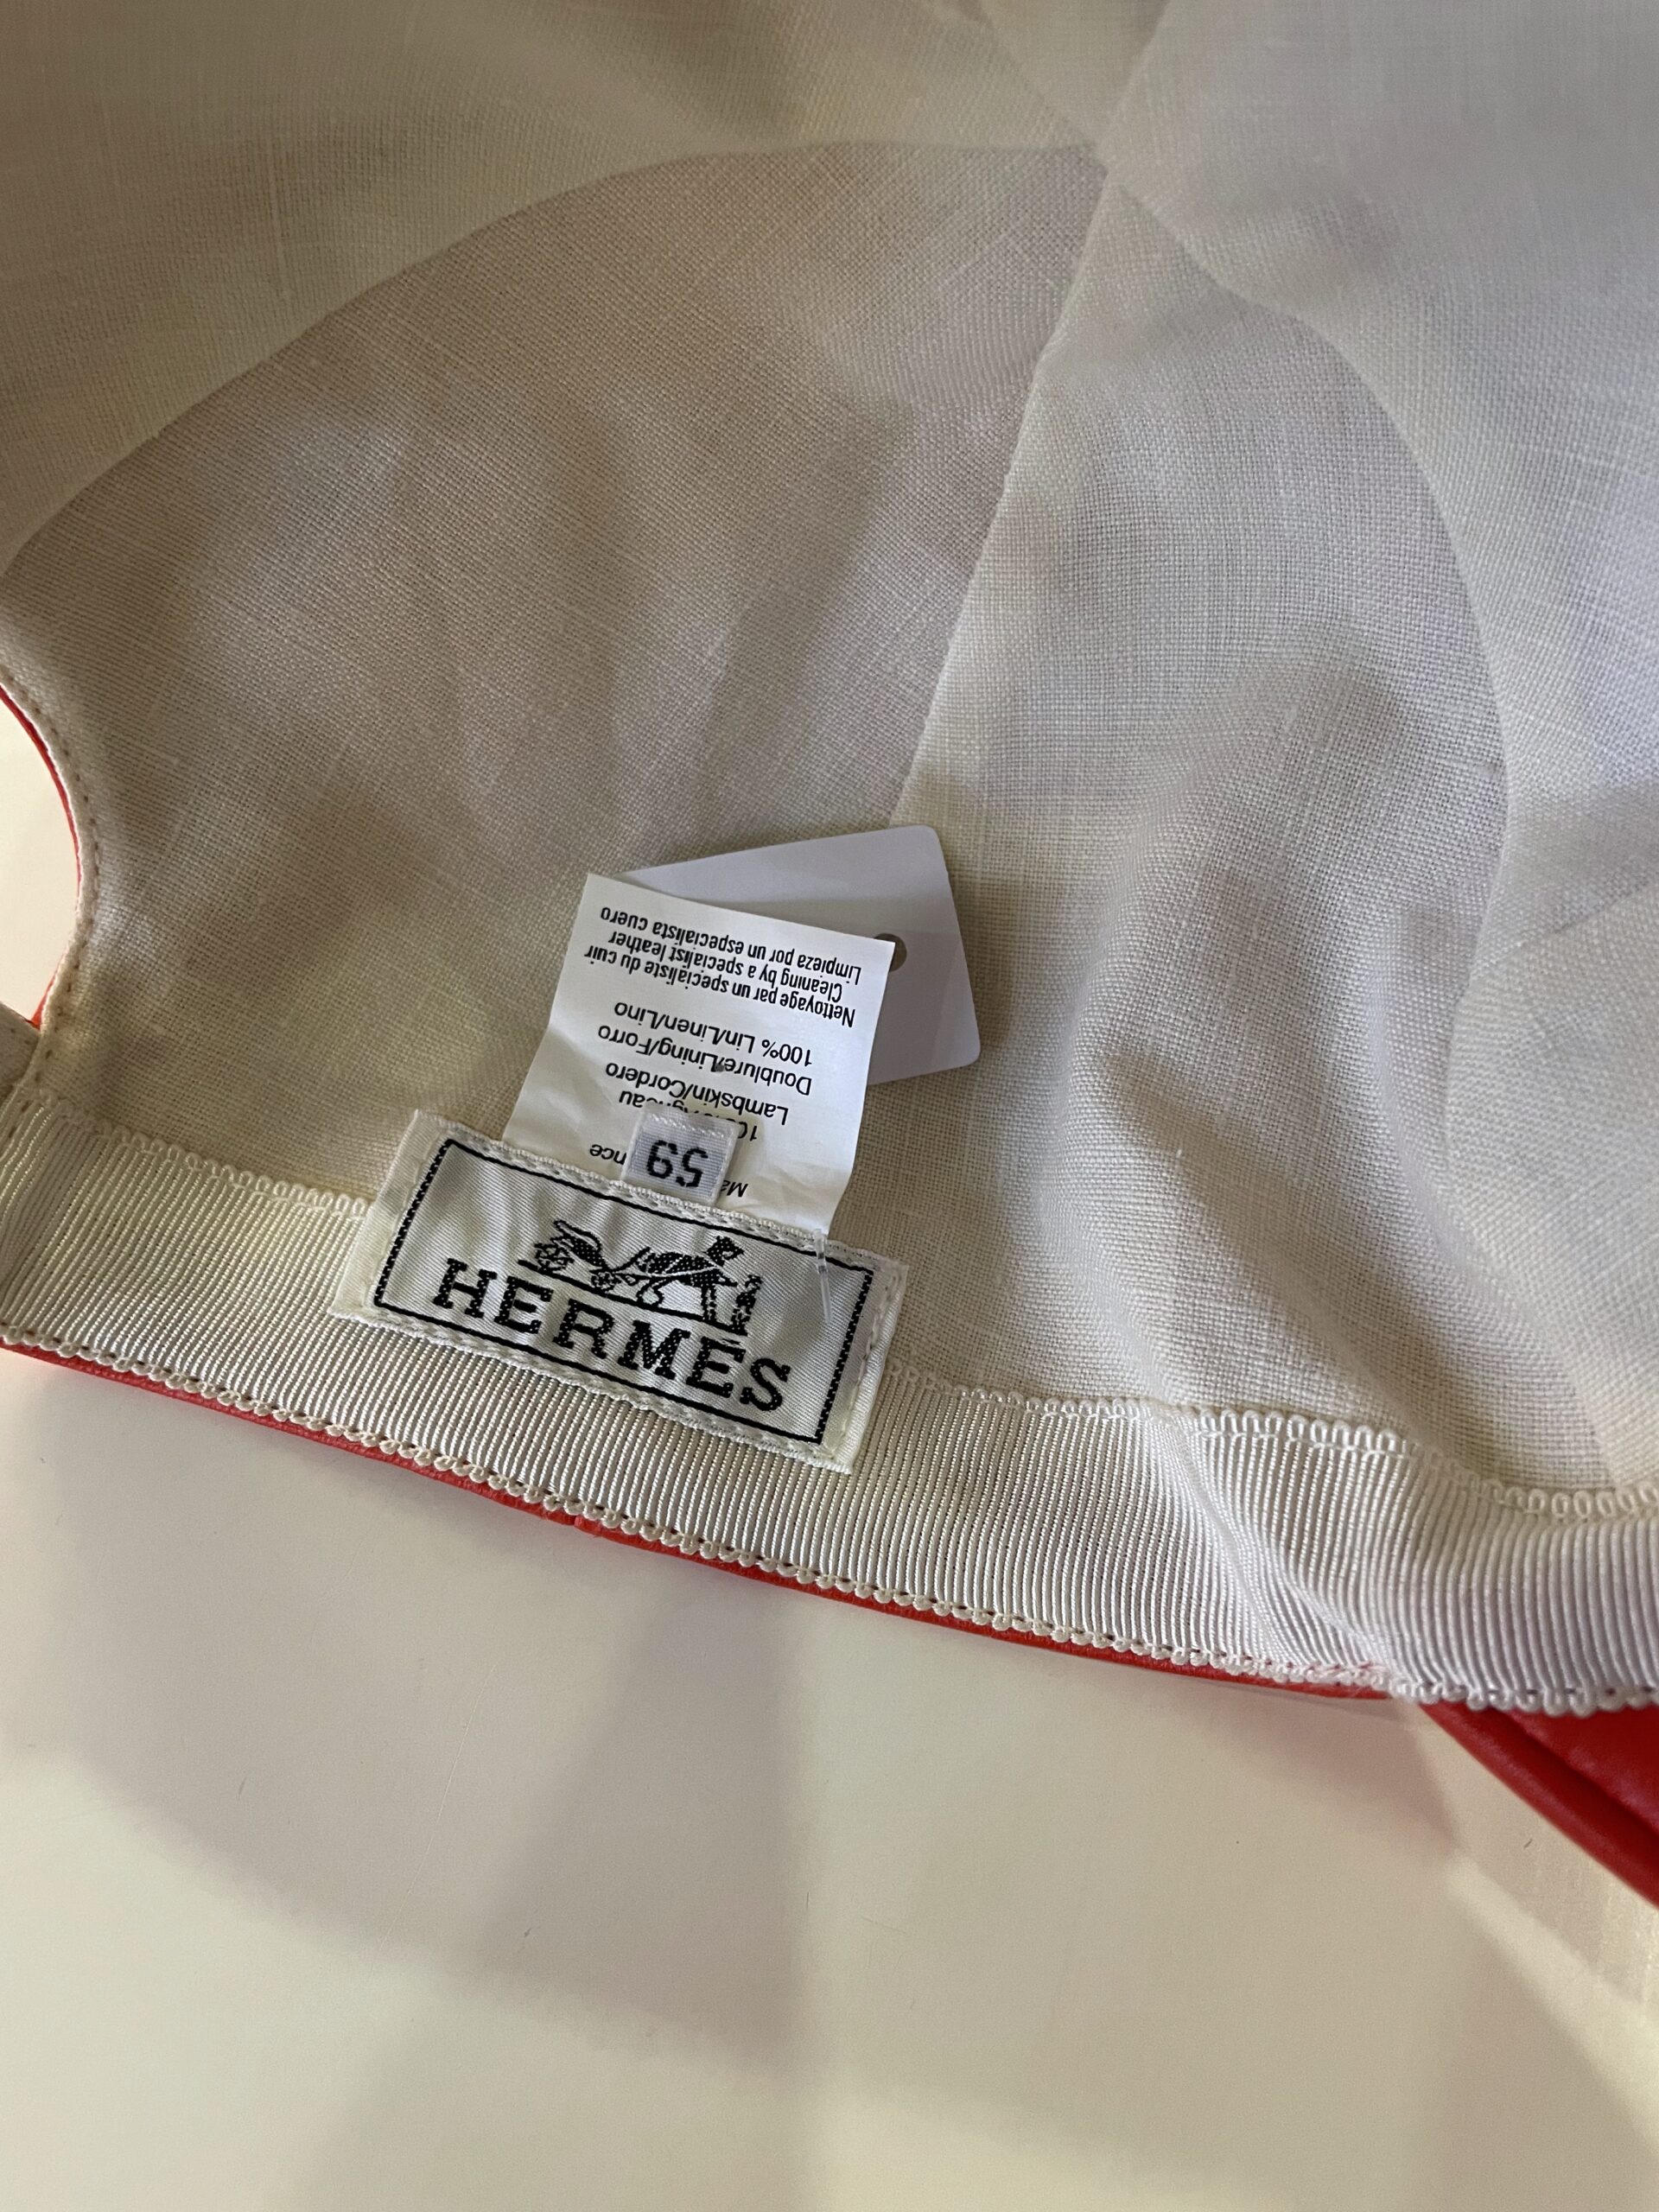 HERMES
59
Lambskin/Cordero
Doublure/Lining/Forro
100% Lin/Linen/Lino
Nettoyage par un spécialiste du cuir
Cleaning by a specialist leather
Limpieza por un especialista cuero